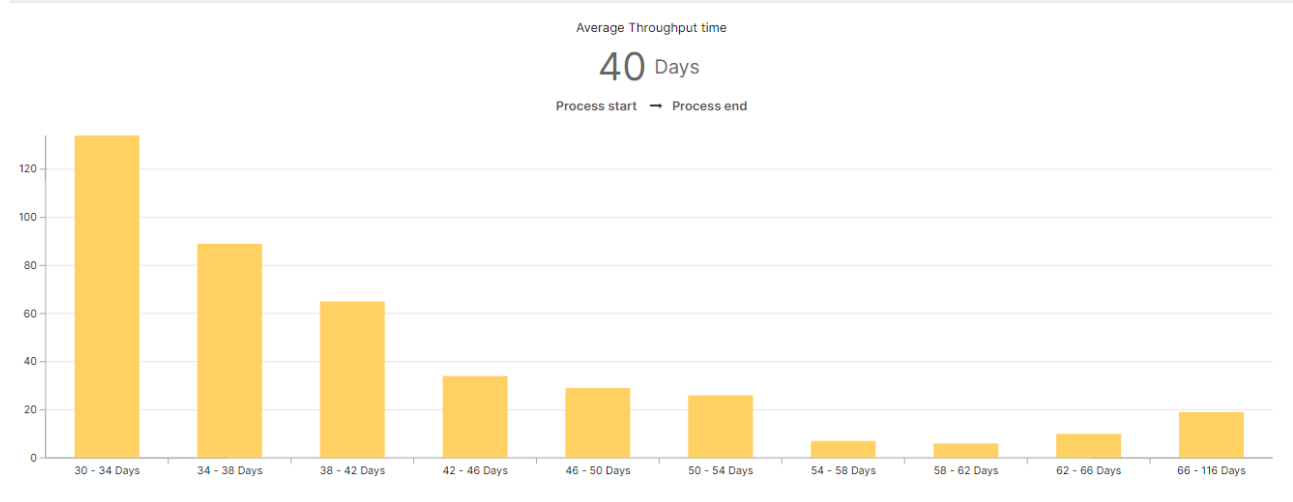 Average Throughput time
40 Days
Process start → Process end
120
100
80
60
40
20
0
30 - 34 Days
34 - 38 Days
38 - 42 Days
42 - 46 Days
46 - 50 Days
50 - 54 Days
54 - 58 Days
58 - 62 Days
62 - 66 Days
66 - 116 Days